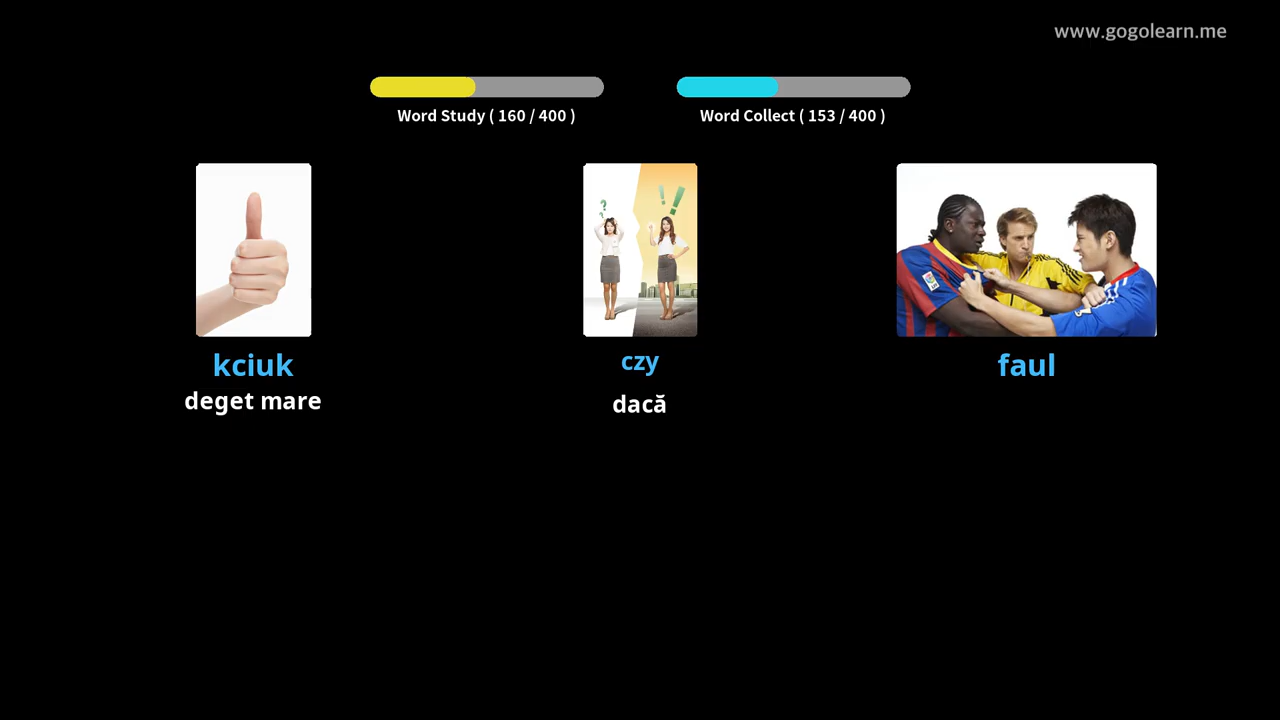 www.gogolearn.me
Word Study ( 160 / 400 )
Word Collect ( 153 / 400 )
kciuk
deget mare
czy
dacă
faul